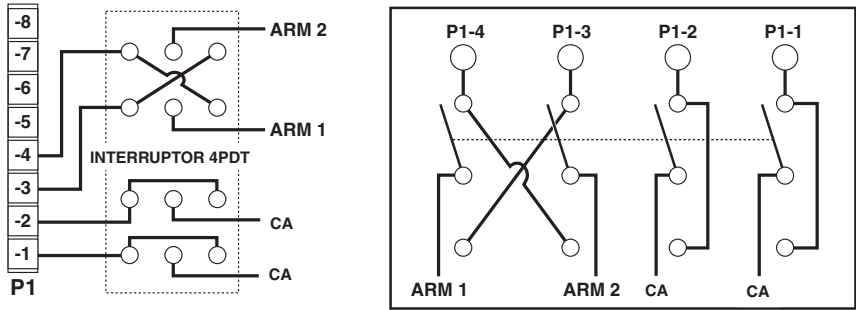 -8
-7
-6
-5
-4
-3
-2
-1
P1
ARM 2
ARM 1
INTERRUPTOR 4PDT
CA
CA
P1-4 P1-3 P1-2 P1-1
ARM 1 ARM 2 CA CA